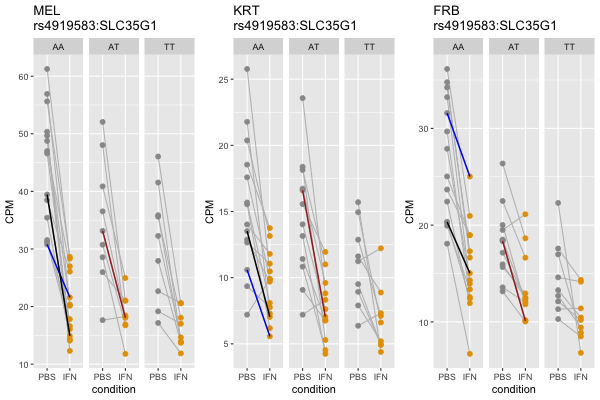 MEL
rs4919583:SLC35G1
AA AT TT
60
50
40
30
20
10
CPM
PBS IFN PBS IFN PBS IFN
condition
KRT
rs4919583:SLC35G1
AA AT TT
25
20
15
10
5
CPM
PBS IFN PBS IFN PBS IFN
condition
FRB
rs4919583:SLC35G1
AA AT TT
30
20
10
CPM
PBS IFN PBS IFN PBS IFN
condition